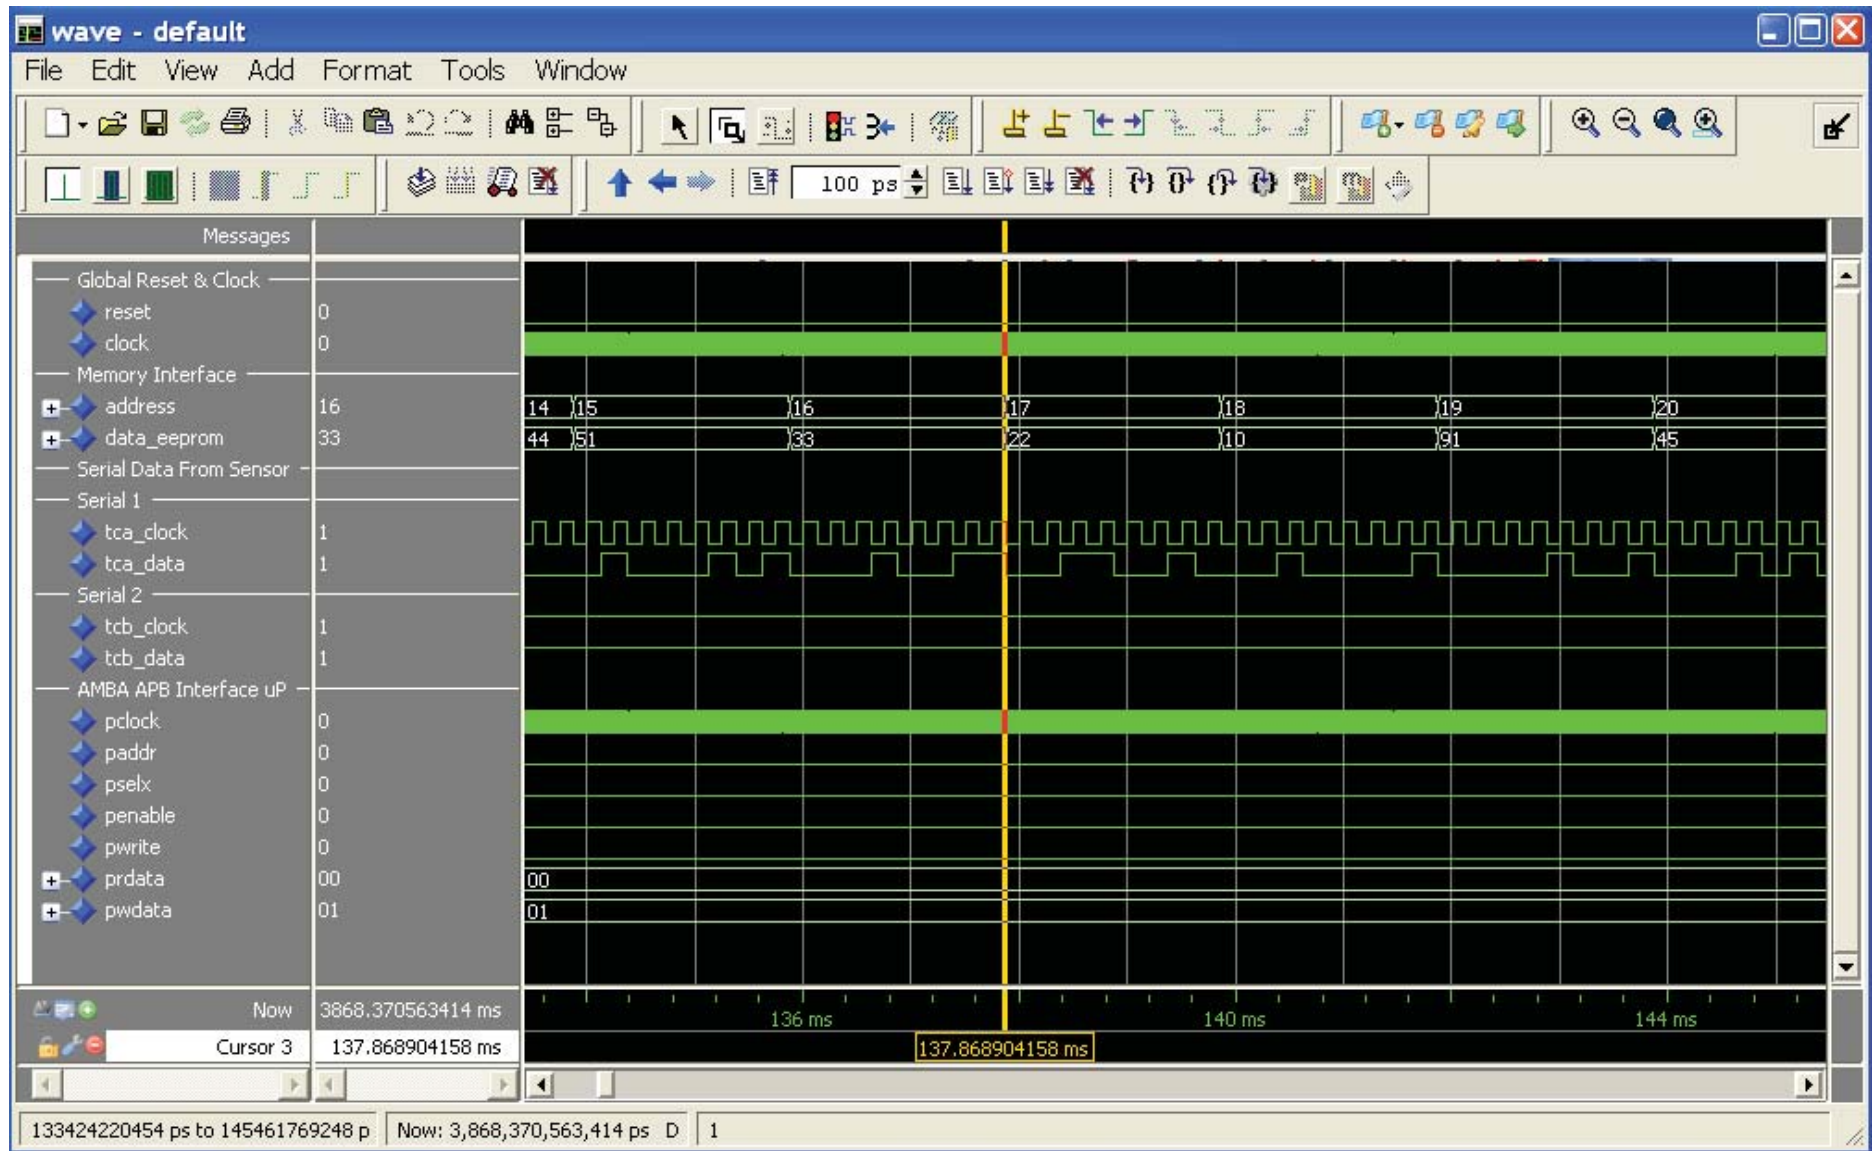 wave - default
File Edit View Add Format Tools Window
100 ps
Messages
Global Reset & Clock
reset 0
clock 0
Memory Interface
address 16 14 15 16 17 18 19 20
data_eeprom 33 44 51 33 22 10 91 45
Serial Data From Sensor
Serial 1
tca_clock 1
tca_data 1
Serial 2
tcb_clock 1
tcb_data 1
AMBA APB Interface uP
pclock 0
paddr 0
pselx 0
penable 0
pwrite 0
prdata 00 00
pwdata 01 01
Now 3868.370563414 ms 136 ms 140 ms 144 ms
Cursor 3 137.868904158 ms 137.868904158 ms
133424220454 ps to 145461769248 p Now: 3,868,370,563,414 ps D 1